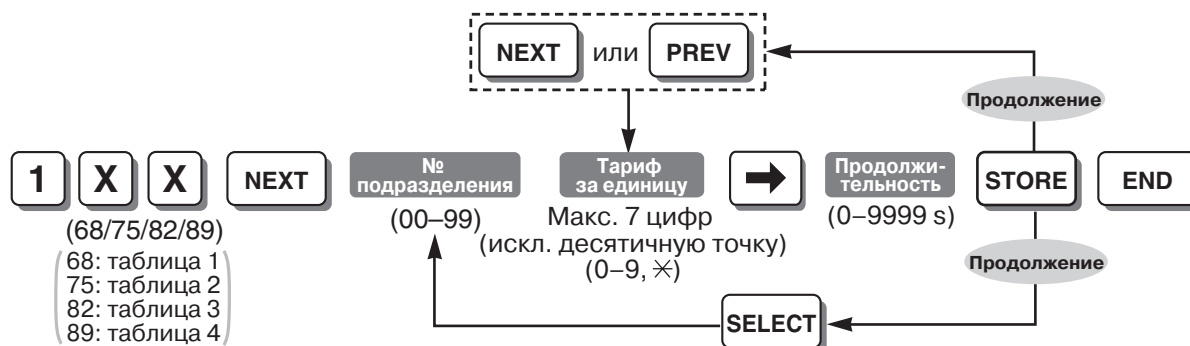 NEXT или PREV
Продолжение
1 X X NEXT № подразделения Тариф за единицу ➡ Продолжи-тельность STORE END
(68/75/82/89)
68: таблица 1
75: таблица 2
82: таблица 3
89: таблица 4
(00–99)
Макс. 7 цифр
(искл. десятичную точку)
(0–9, ✳)
(0–9999 s)
Продолжение
SELECT